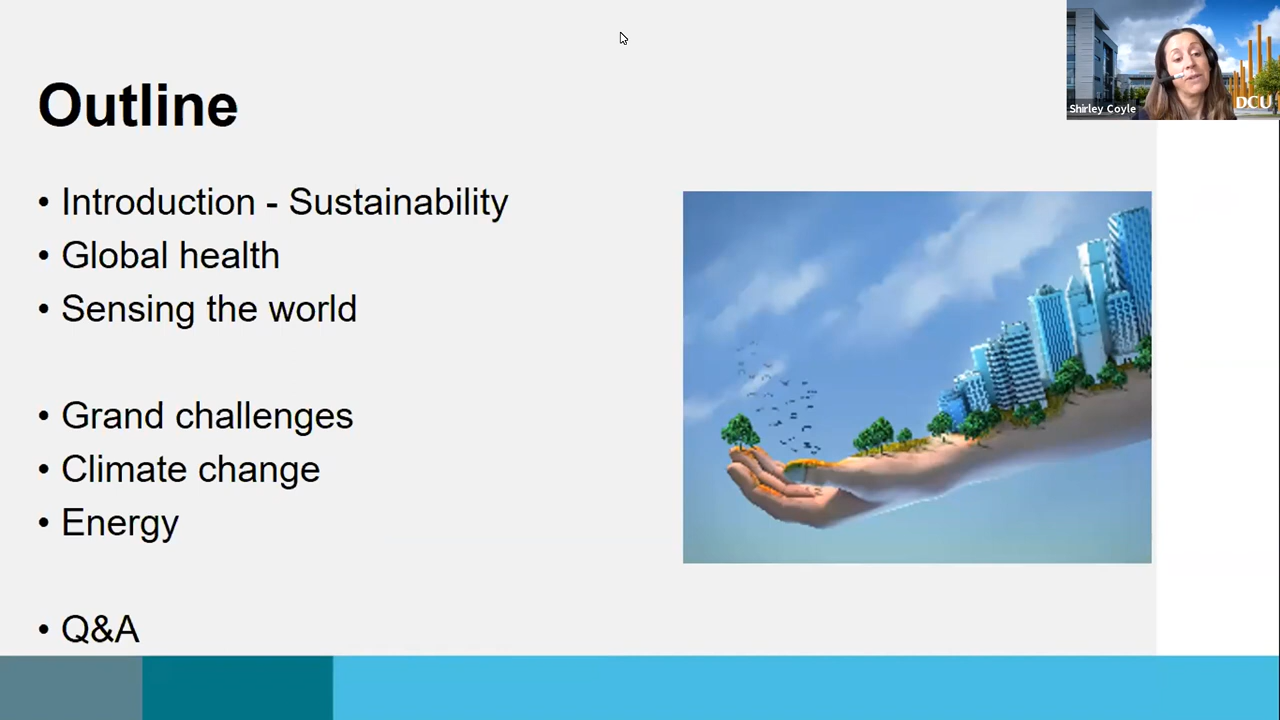 Outline
• Introduction - Sustainability
• Global health
• Sensing the world
• Grand challenges
• Climate change
• Energy
• Q&A
Shirley Coyle
DCU